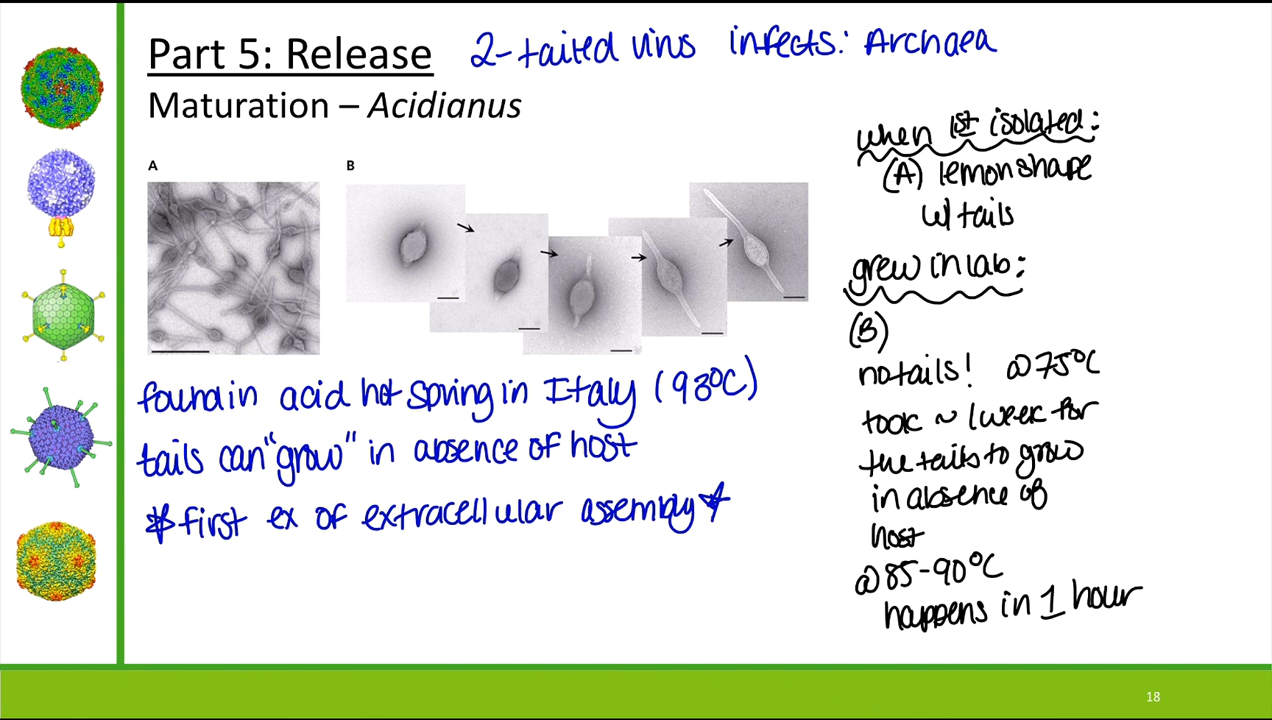 Part 5: Release
2-tailed virus infects: Archaea
Maturation – Acidianus
A
B
found in acid hot spring in Italy (93°C)
tails can "grow" in absence of host
*first ex of extracellular assembly*
when 1st isolated:
(A) lemon shape
w/ tails
grew in lab:
(B)
no tails! @75°C
took ~ 1 week for
the tails to grow
in absence of
host
@85-90°C
happens in 1 hour
18